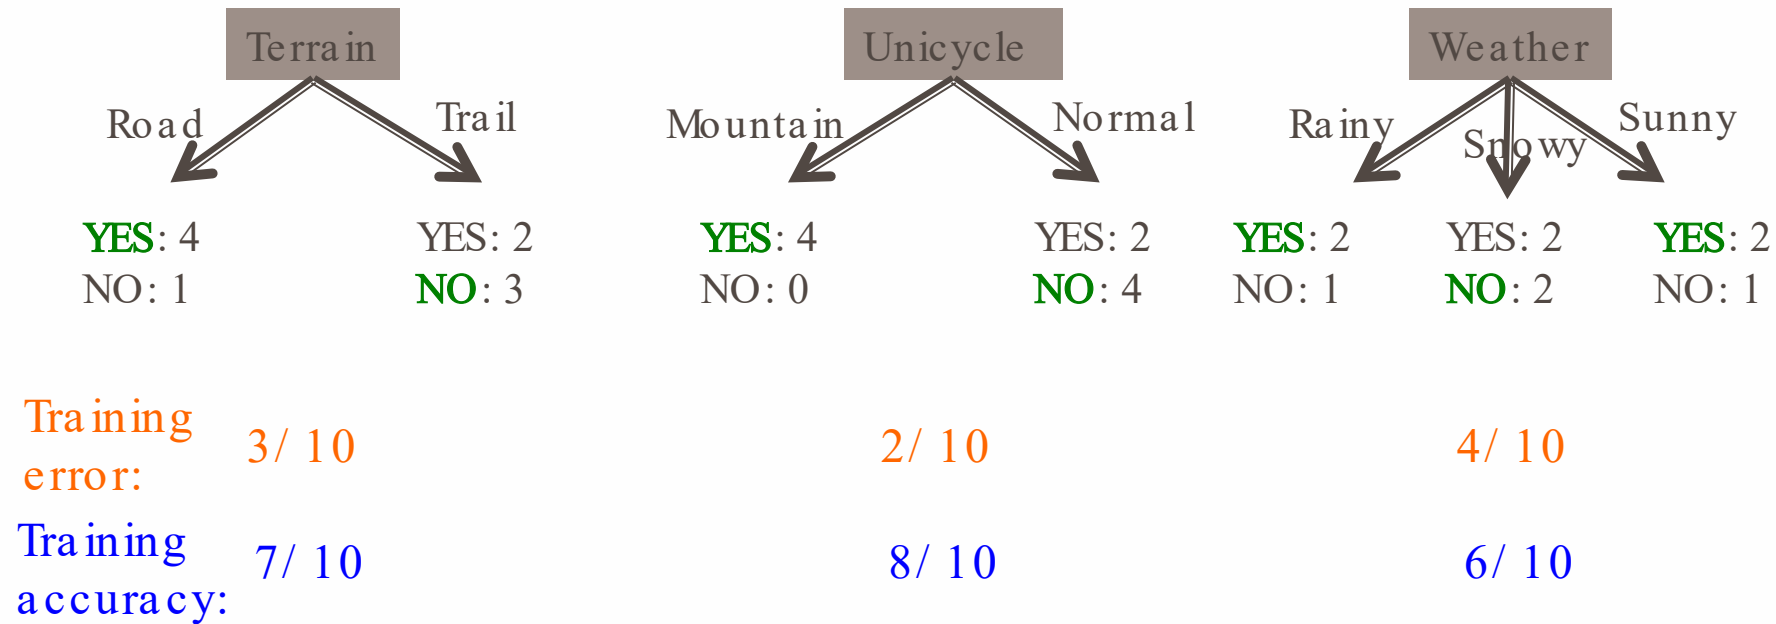 Terrain
Unicycle
Weather
Road
Trail
Mountain
Normal
Rainy
Snowy
Sunny
YES: 4
NO: 1
YES: 2
NO: 3
YES: 4
NO: 0
YES: 2
NO: 4
YES: 2
NO: 1
YES: 2
NO: 2
YES: 2
NO: 1
Training
error:
3/ 10
2/ 10
4/ 10
Training
accuracy:
7/ 10
8/ 10
6/ 10